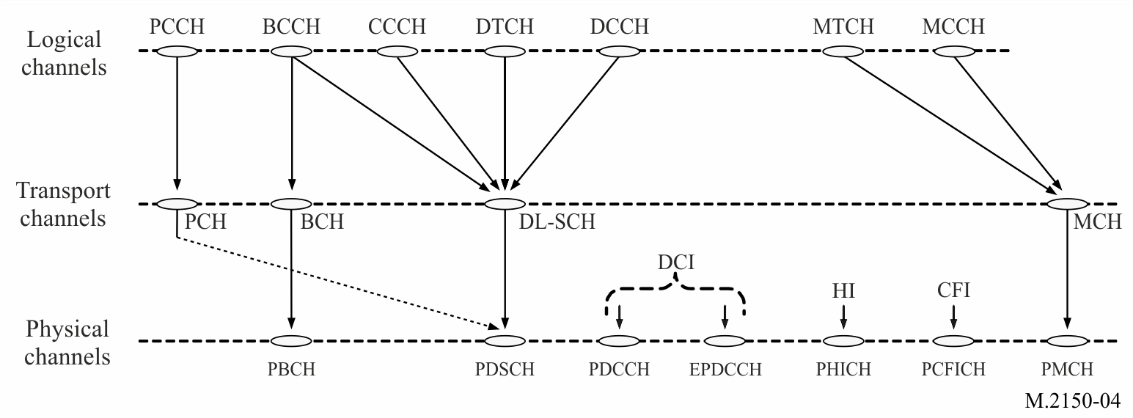 PCCH BCCH CCCH DTCH DCCH MTCH MCCH
Logical
channels
Transport
channels
PCH BCH DL-SCH MCH
DCI
HI CFI
Physical
channels
PBCH PDSCH PDCCH EPDCCH PHICH PCFICH PMCH
M.2150-04